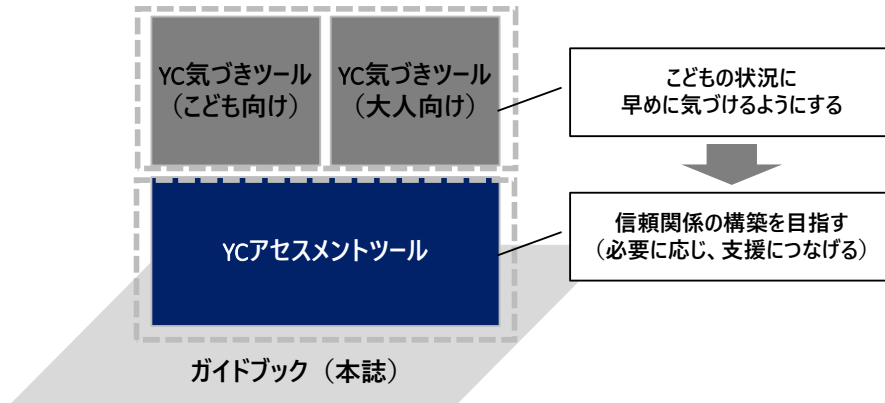 YC気づきツール
（こども向け）
YC気づきツール
（大人向け）
こどもの状況に
早めに気づけるようにする
YCアセスメントツール
信頼関係の構築を目指す
（必要に応じ、支援につなげる）
ガイドブック（本誌）